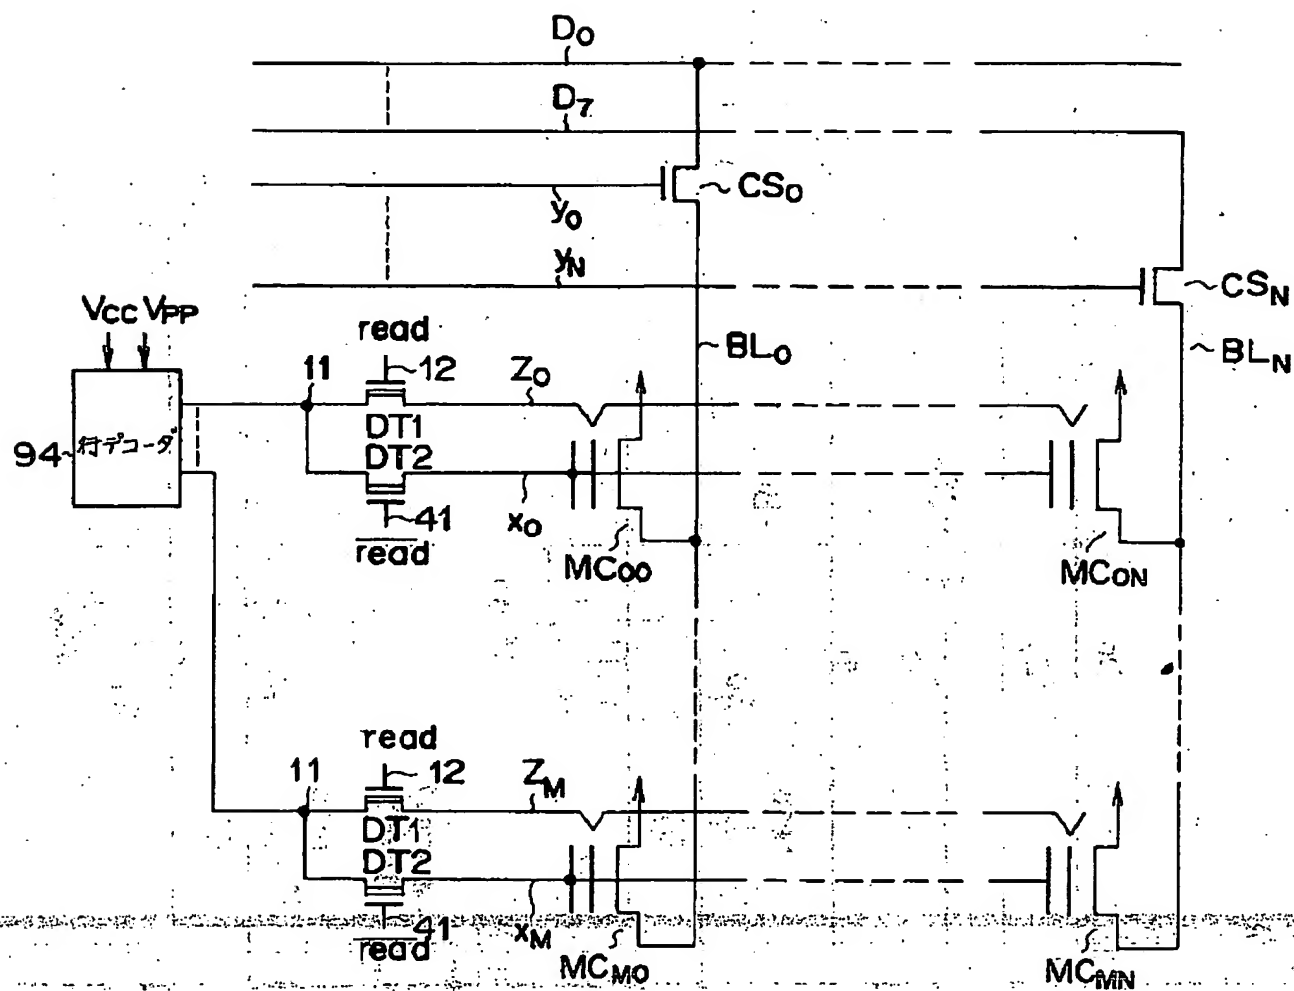 D0
D7
CS0
y0
yN
CSN
VCC VPP
read
11
12
Z0
BL0
BLN
DT1
94
行デコーダ
DT2
41
x0
read
MC00
MC0N
read
11
12
ZM
DT1
DT2
41
xM
read
MCM0
MCMN